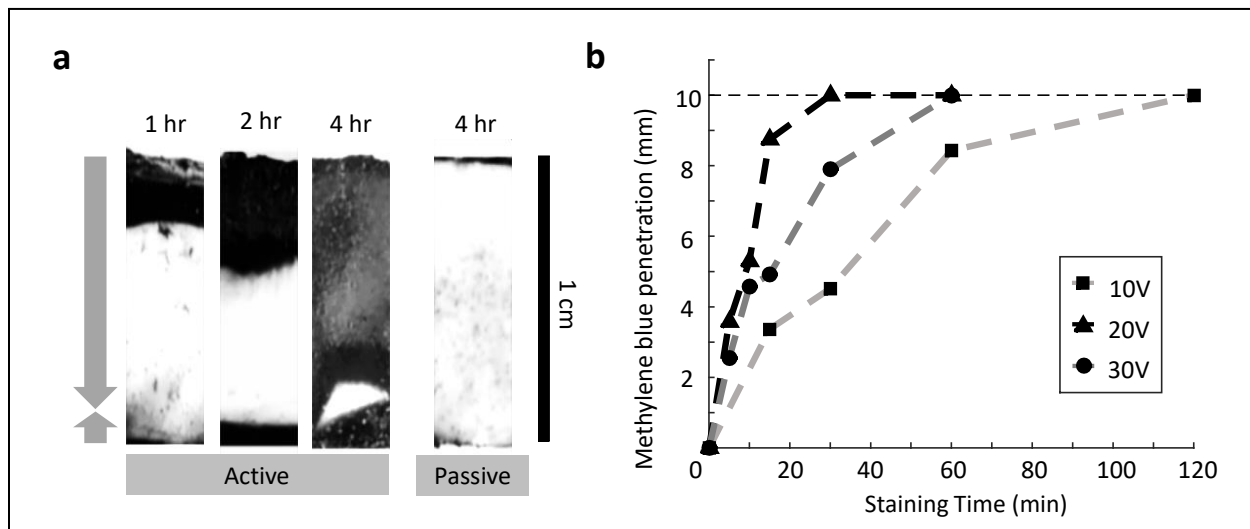 a
1 hr
2 hr
4 hr
4 hr
1 cm
Active
Passive
b
Methylene blue penetration (mm)
10
8
6
4
2
0
20
40
60
80
100
120
Staining Time (min)
10V
20V
30V